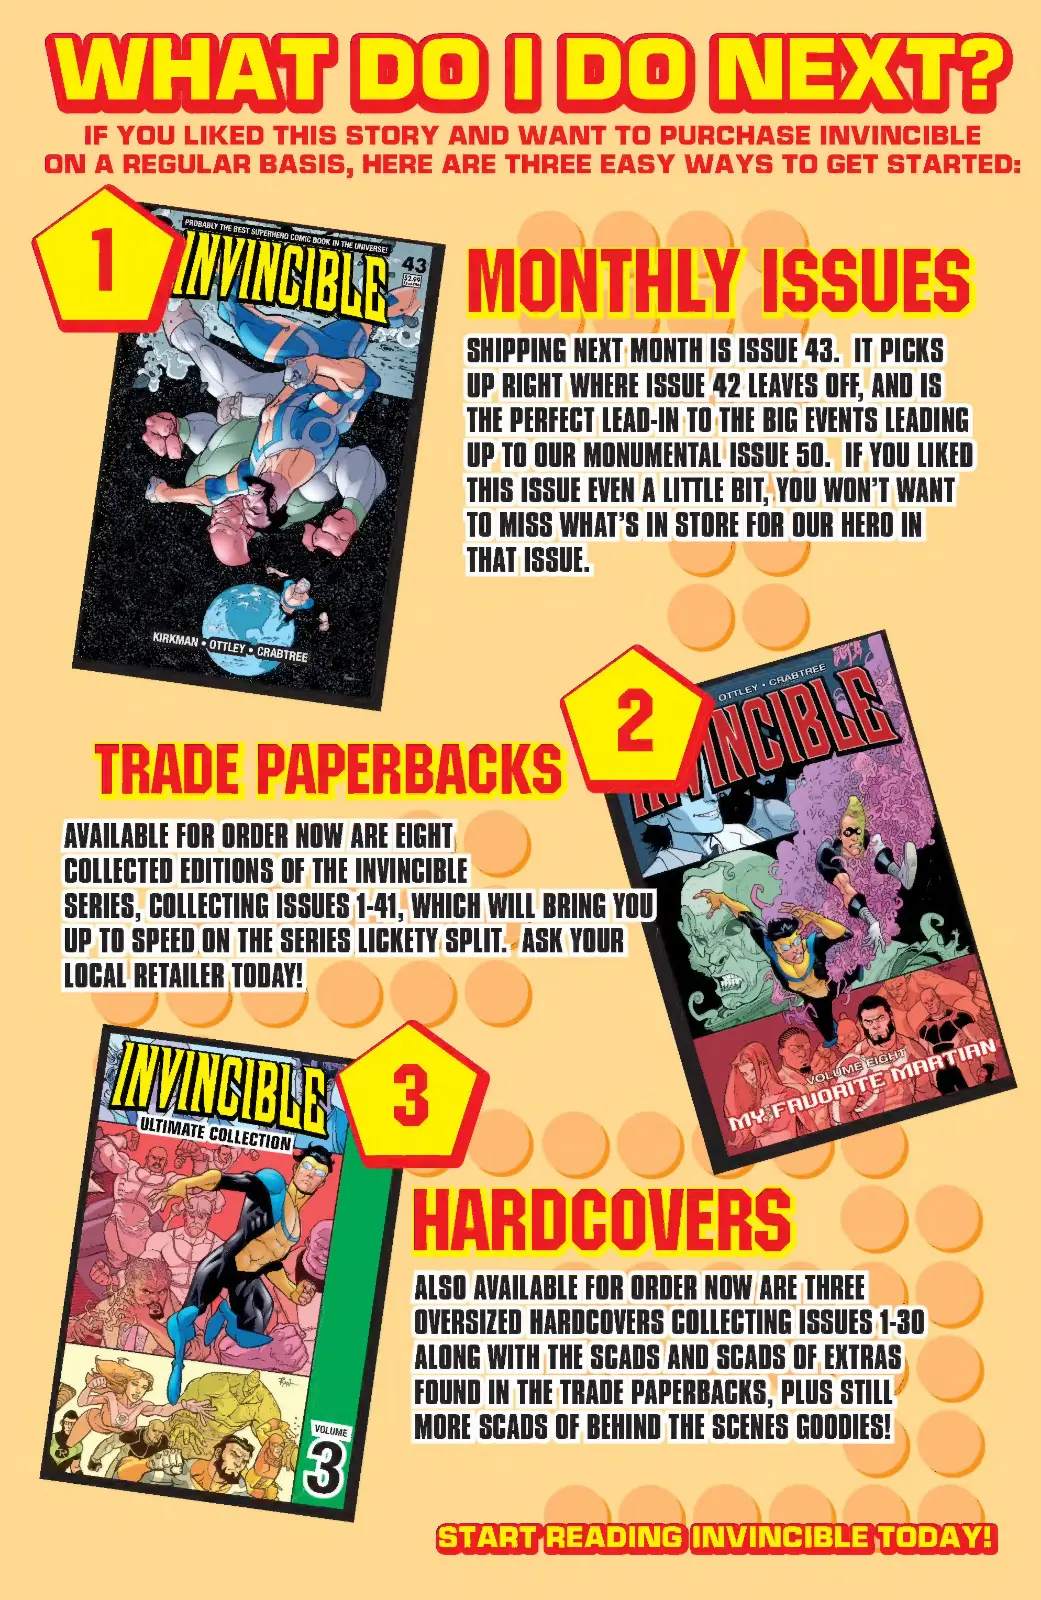 WHAT DO I DO NEXT?
IF YOU LIKED THIS STORY AND WANT TO PURCHASE INVINCIBLE
ON A REGULAR BASIS, HERE ARE THREE EASY WAYS TO GET STARTED:
1
PROBABLY THE BEST SUPERHERO COMIC BOOK IN THE UNIVERSE!
INVINCIBLE
43
$2.99
KIRKMAN • OTTLEY • CRABTREE
MONTHLY ISSUES
SHIPPING NEXT MONTH IS ISSUE 43. IT PICKS
UP RIGHT WHERE ISSUE 42 LEAVES OFF, AND IS
THE PERFECT LEAD-IN TO THE BIG EVENTS LEADING
UP TO OUR MONUMENTAL ISSUE 50. IF YOU LIKED
THIS ISSUE EVEN A LITTLE BIT, YOU WON'T WANT
TO MISS WHAT'S IN STORE FOR OUR HERO IN
THAT ISSUE.
2
OTTLEY • CRABTREE
INVINCIBLE
VOLUME EIGHT
MY FAVORITE MARTIAN
TRADE PAPERBACKS
AVAILABLE FOR ORDER NOW ARE EIGHT
COLLECTED EDITIONS OF THE INVINCIBLE
SERIES, COLLECTING ISSUES 1-41, WHICH WILL BRING YOU
UP TO SPEED ON THE SERIES LICKETY SPLIT. ASK YOUR
LOCAL RETAILER TODAY!
3
INVINCIBLE
ULTIMATE COLLECTION
VOLUME
3
HARDCOVERS
ALSO AVAILABLE FOR ORDER NOW ARE THREE
OVERSIZED HARDCOVERS COLLECTING ISSUES 1-30
ALONG WITH THE SCADS AND SCADS OF EXTRAS
FOUND IN THE TRADE PAPERBACKS, PLUS STILL
MORE SCADS OF BEHIND THE SCENES GOODIES!
START READING INVINCIBLE TODAY!